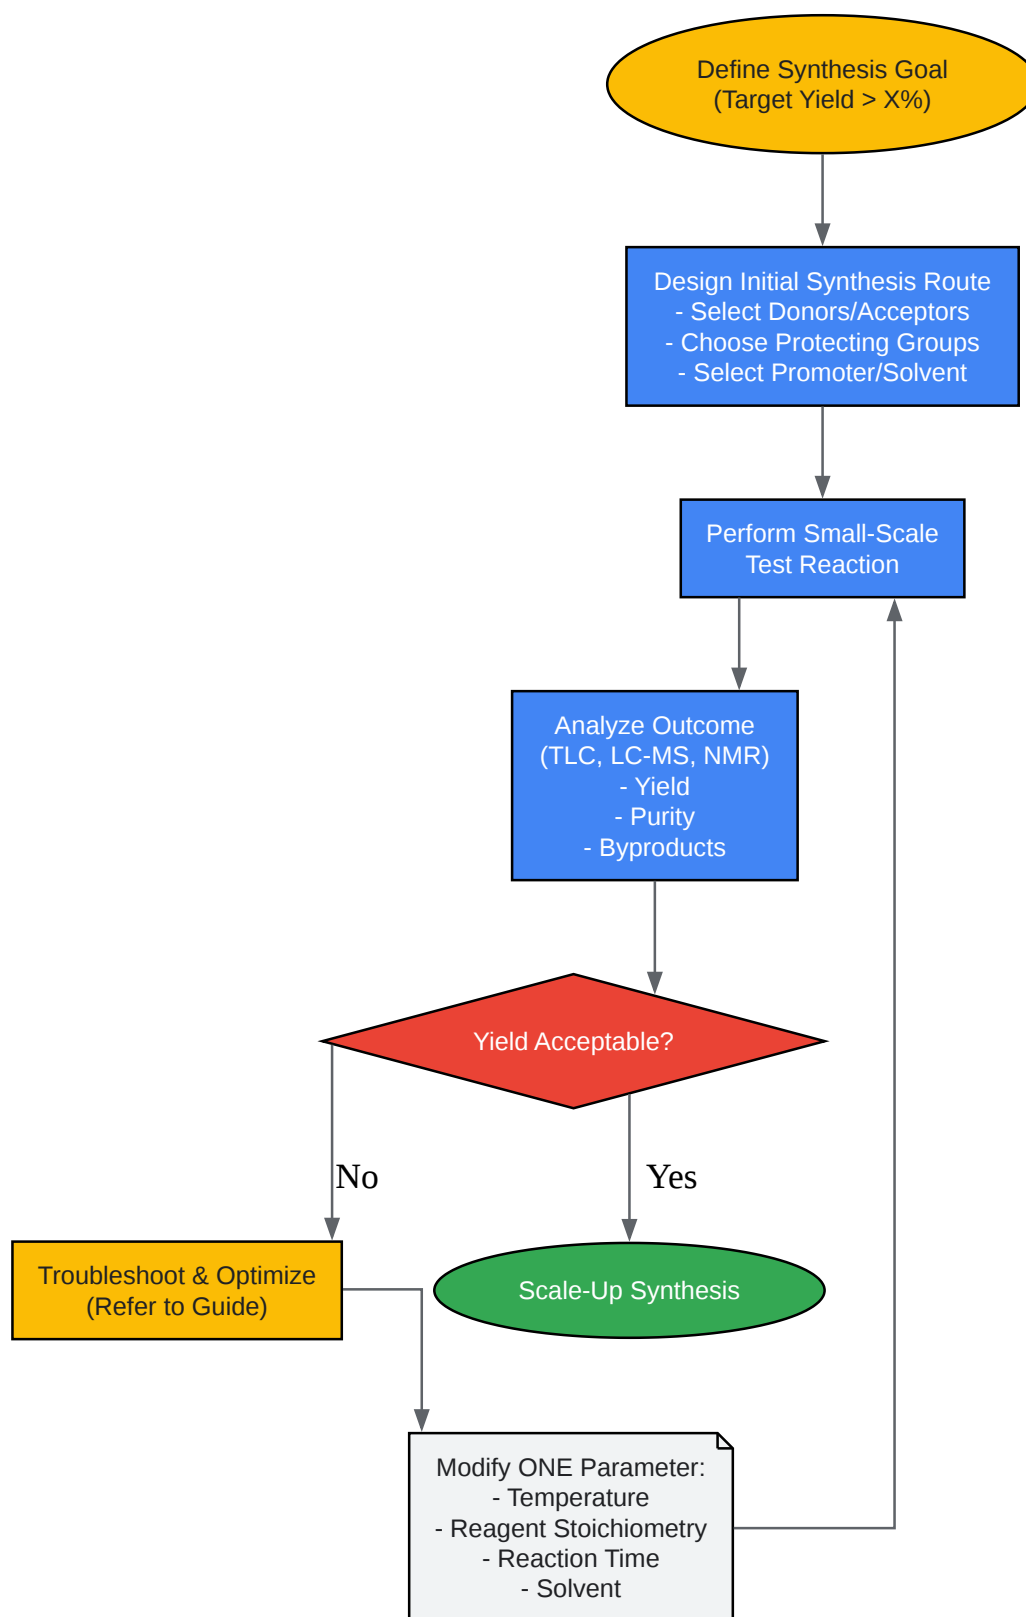 Define Synthesis Goal
(Target Yield > X%)
Design Initial Synthesis Route
- Select Donors/Acceptors
- Choose Protecting Groups
- Select Promoter/Solvent
Perform Small-Scale
Test Reaction
Analyze Outcome
(TLC, LC-MS, NMR)
- Yield
- Purity
- Byproducts
Yield Acceptable?
No
Yes
Troubleshoot & Optimize
(Refer to Guide)
Scale-Up Synthesis
Modify ONE Parameter:
- Temperature
- Reagent Stoichiometry
- Reaction Time
- Solvent